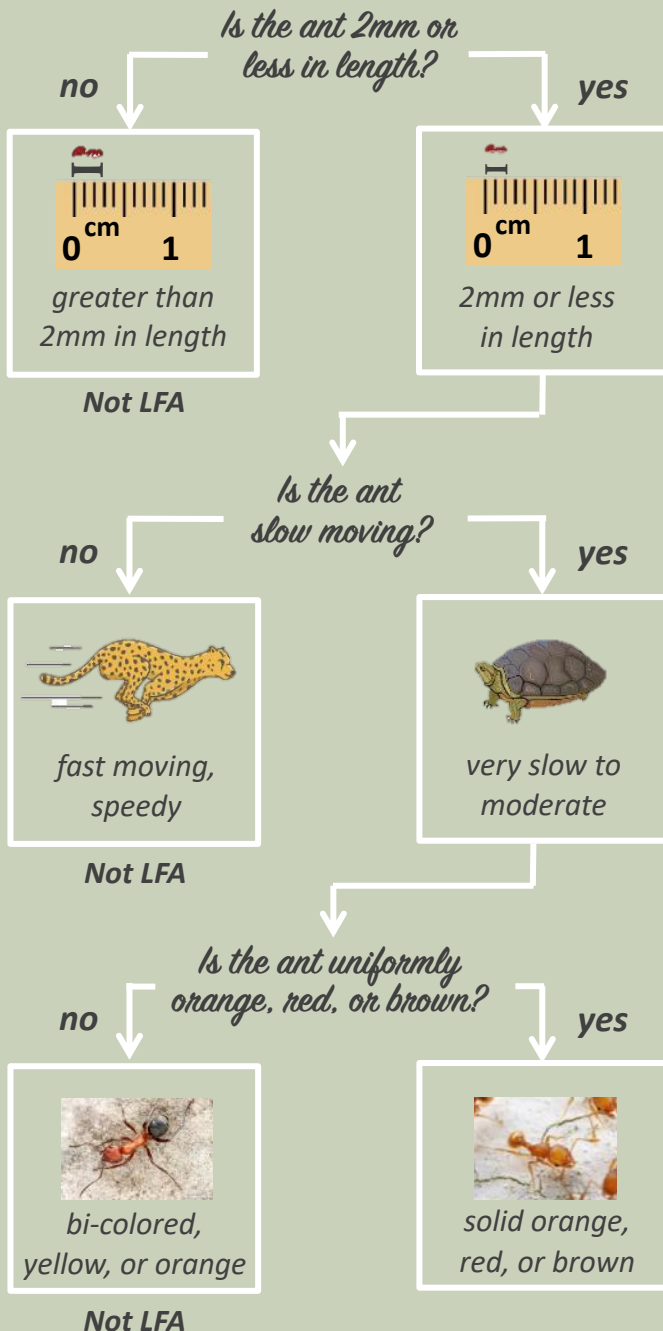 Is the ant 2mm or
less in length?
no
yes
cm
0 1
greater than
2mm in length
Not LFA
cm
0 1
2mm or less
in length
Is the ant
slow moving?
no
yes
fast moving,
speedy
Not LFA
very slow to
moderate
Is the ant uniformly
orange, red, or brown?
no
yes
bi-colored,
yellow, or orange
Not LFA
solid orange,
red, or brown